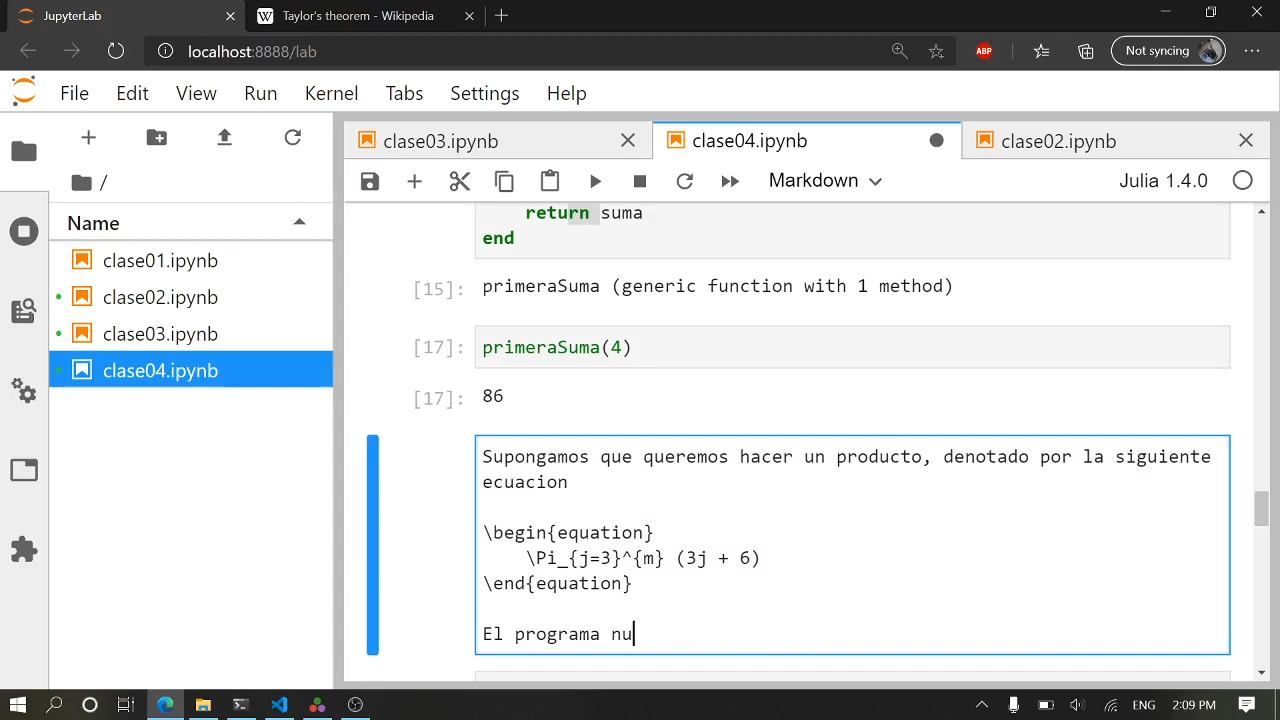 JupyterLab
Taylor's theorem - Wikipedia
localhost:8888/lab
ABP
Not syncing
File Edit View Run Kernel Tabs Settings Help
clase03.ipynb
clase04.ipynb
clase02.ipynb
/
Markdown
Julia 1.4.0
Name
clase01.ipynb
clase02.ipynb
clase03.ipynb
clase04.ipynb
return suma
end
[15]: primeraSuma (generic function with 1 method)
[17]: primeraSuma(4)
[17]: 86
Supongamos que queremos hacer un producto, denotado por la siguiente
ecuacion
\begin{equation}
\Pi_{j=3}^{m} (3j + 6)
\end{equation}
El programa nu
ENG 2:09 PM